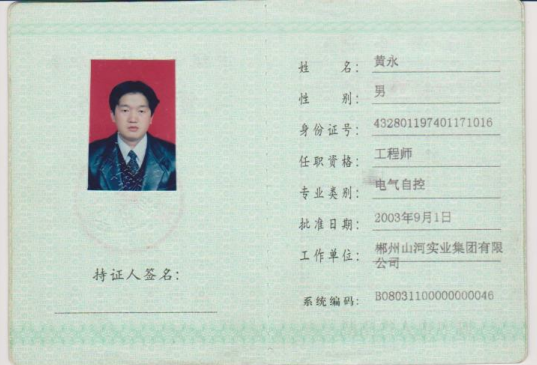 持证人签名：
姓 名： 黄永
性 别： 男
身份证号： 432801197401171016
任职资格： 工程师
专业类别： 电气自控
批准日期： 2003年9月1日
工作单位： 郴州山河实业集团有限
公司
系统编码： B08031100000000046